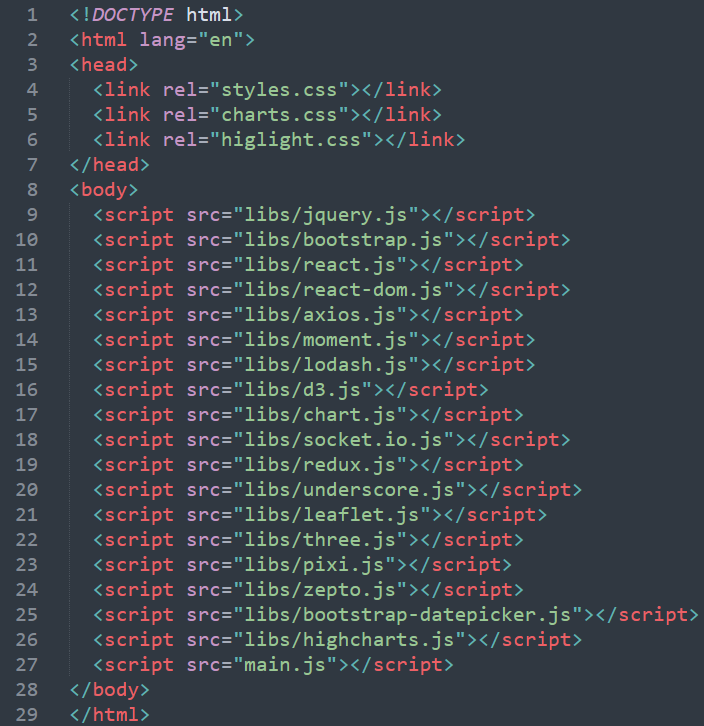 1 <!DOCTYPE html>
2 <html lang="en">
3 <head>
4   <link rel="styles.css"></link>
5   <link rel="charts.css"></link>
6   <link rel="higlight.css"></link>
7 </head>
8 <body>
9   <script src="libs/jquery.js"></script>
10   <script src="libs/bootstrap.js"></script>
11   <script src="libs/react.js"></script>
12   <script src="libs/react-dom.js"></script>
13   <script src="libs/axios.js"></script>
14   <script src="libs/moment.js"></script>
15   <script src="libs/lodash.js"></script>
16   <script src="libs/d3.js"></script>
17   <script src="libs/chart.js"></script>
18   <script src="libs/socket.io.js"></script>
19   <script src="libs/redux.js"></script>
20   <script src="libs/underscore.js"></script>
21   <script src="libs/leaflet.js"></script>
22   <script src="libs/three.js"></script>
23   <script src="libs/pixi.js"></script>
24   <script src="libs/zepto.js"></script>
25   <script src="libs/bootstrap-datepicker.js"></script>
26   <script src="libs/highcharts.js"></script>
27   <script src="main.js"></script>
28 </body>
29 </html>